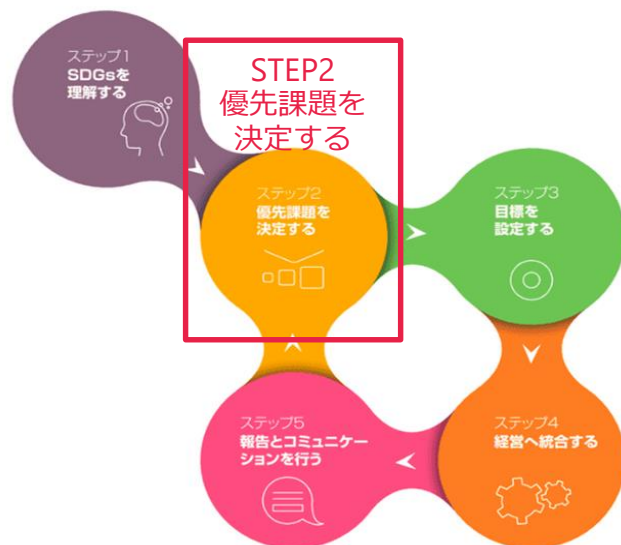 ステップ1
SDGsを
理解する
STEP2
優先課題を
決定する
ステップ2
優先課題を
決定する
ステップ3
目標を
設定する
ステップ4
経営へ統合する
ステップ5
報告とコミュニケー
ションを行う